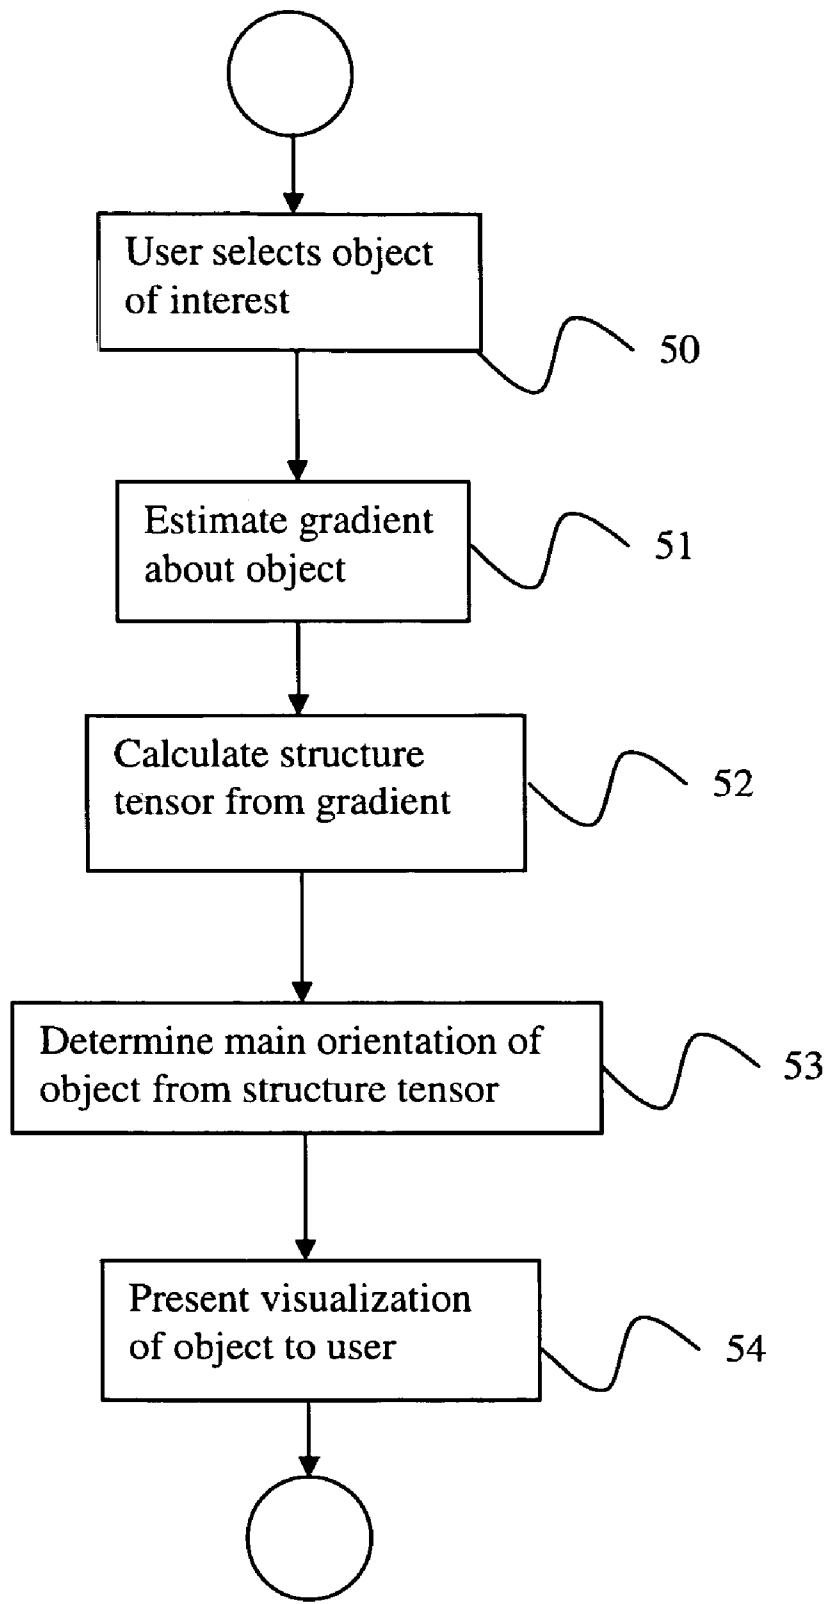 User selects object
of interest
50
Estimate gradient
about object
51
Calculate structure
tensor from gradient
52
Determine main orientation of
object from structure tensor
53
Present visualization
of object to user
54